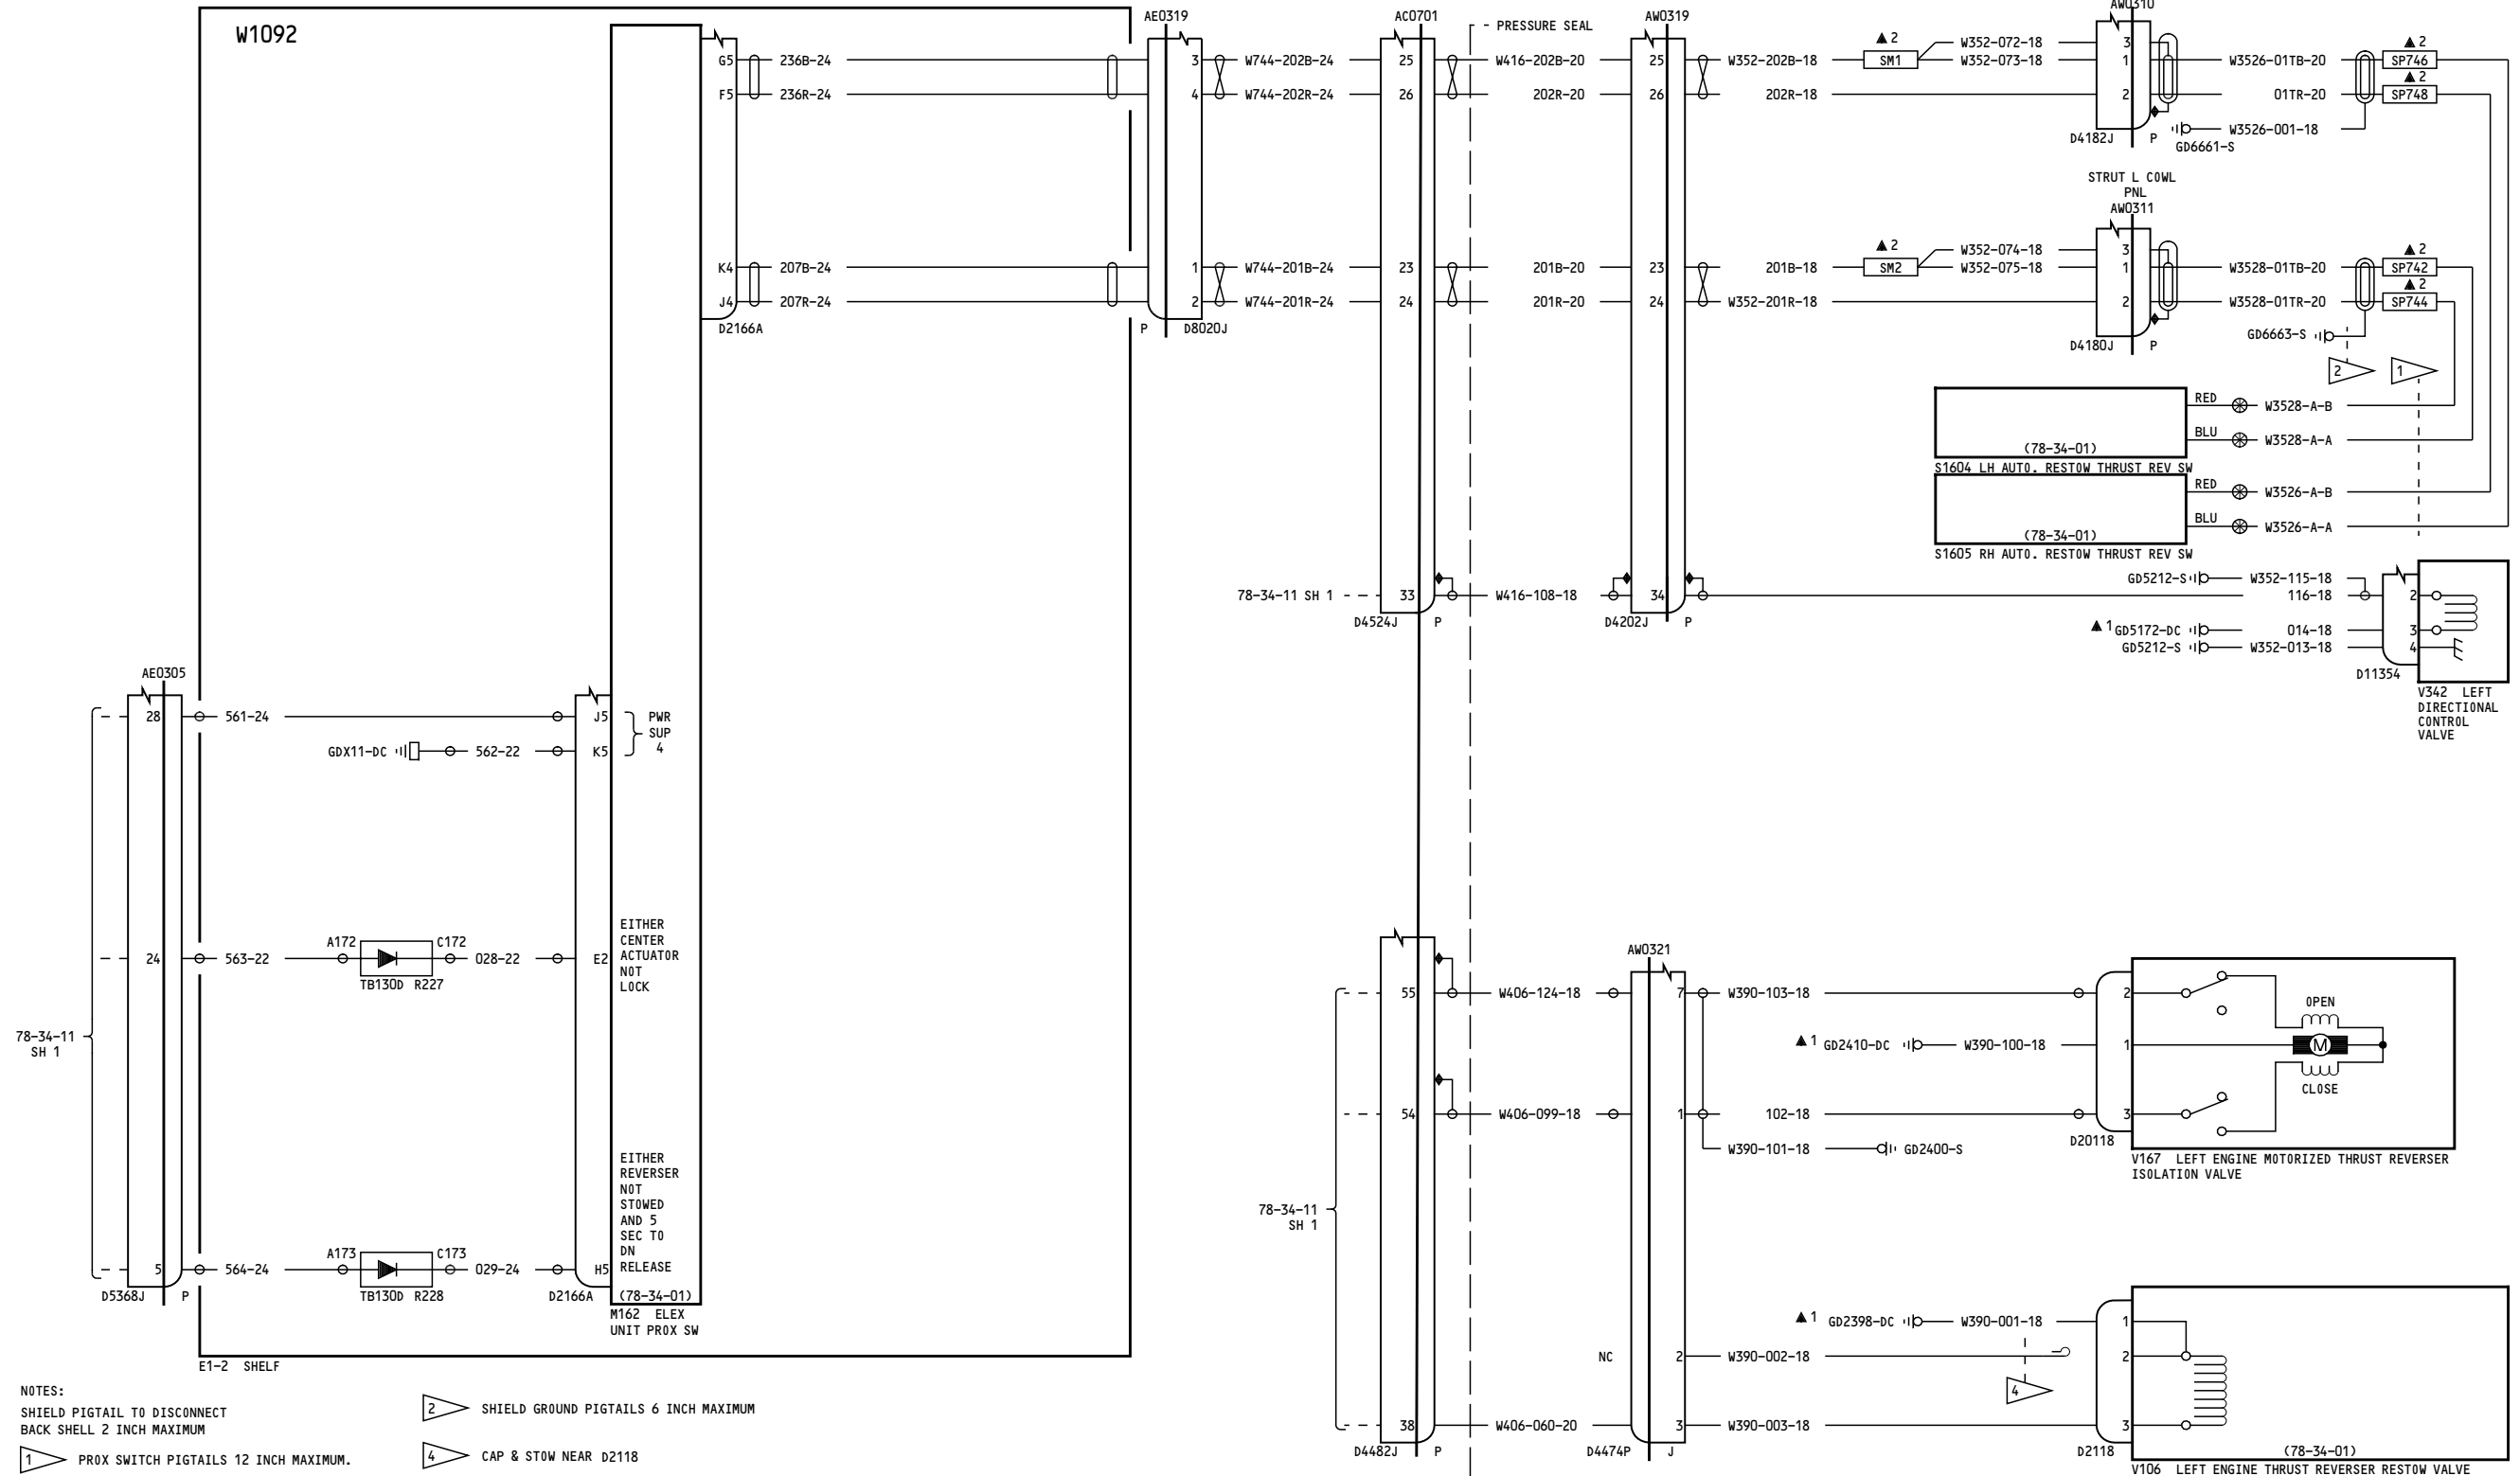 W1092
AE0319
AC0701
PRESSURE SEAL
AW0319
AW0310
G5 236B-24 3 W744-202B-24 25 W416-202B-20 25 W352-202B-18 SM1 2
F5 236R-24 4 W744-202R-24 26 202R-20 26 202R-18
W352-072-18 3
W352-073-18 1 W3526-01TB-20 SP746 2
2 01TR-20 SP748 2
W3526-001-18
GD6661-S
D4182J P
STRUT L COWL
PNL
AW0311
K4 207B-24 1 W744-201B-24 23 201B-20 23 201B-18 SM2 2
J4 207R-24 2 W744-201R-24 24 201R-20 24 W352-201R-18
W352-074-18 3
W352-075-18 1 W3528-01TB-20 SP742 2
2 W3528-01TR-20 SP744 2
D2166A P D8020J
GD6663-S
D4180J P
2 1
RED W3528-A-B
BLU W3528-A-A
(78-34-01)
S1604 LH AUTO. RESTOW THRUST REV SW
RED W3526-A-B
BLU W3526-A-A
(78-34-01)
S1605 RH AUTO. RESTOW THRUST REV SW
78-34-11 SH 1 33 W416-108-18 34
D4524J P D4202J P
GD5212-S W352-115-18
116-18 2
1 GD5172-DC 014-18 3
GD5212-S W352-013-18 4
D11354
V342 LEFT
DIRECTIONAL
CONTROL
VALVE
AE0305
28 561-24 J5
GDX11-DC 562-22 K5
PWR
SUP
4
24 563-22 A172 C172 028-22 E2
TB130D R227
EITHER
CENTER
ACTUATOR
NOT
LOCK
78-34-11
SH 1
EITHER
REVERSER
NOT
STOWED
AND 5
SEC TO
DN
RELEASE
5 564-24 A173 C173 029-24 H5
TB130D R228
D5368J P
D2166A (78-34-01)
M162 ELEX
UNIT PROX SW
E1-2 SHELF
AW0321
55 W406-124-18 7 W390-103-18 2
1 GD2410-DC W390-100-18 1
54 W406-099-18 1 102-18 3
W390-101-18 GD2400-S
OPEN
M
CLOSE
D20118
V167 LEFT ENGINE MOTORIZED THRUST REVERSER
ISOLATION VALVE
78-34-11
SH 1
1 GD2398-DC W390-001-18 1
NC 2 W390-002-18 2
4
38 W406-060-20 3 W390-003-18 3
D4482J P D4474P J D2118 (78-34-01)
V106 LEFT ENGINE THRUST REVERSER RESTOW VALVE
NOTES:
SHIELD PIGTAIL TO DISCONNECT
BACK SHELL 2 INCH MAXIMUM
1 PROX SWITCH PIGTAILS 12 INCH MAXIMUM.
2 SHIELD GROUND PIGTAILS 6 INCH MAXIMUM
4 CAP & STOW NEAR D2118